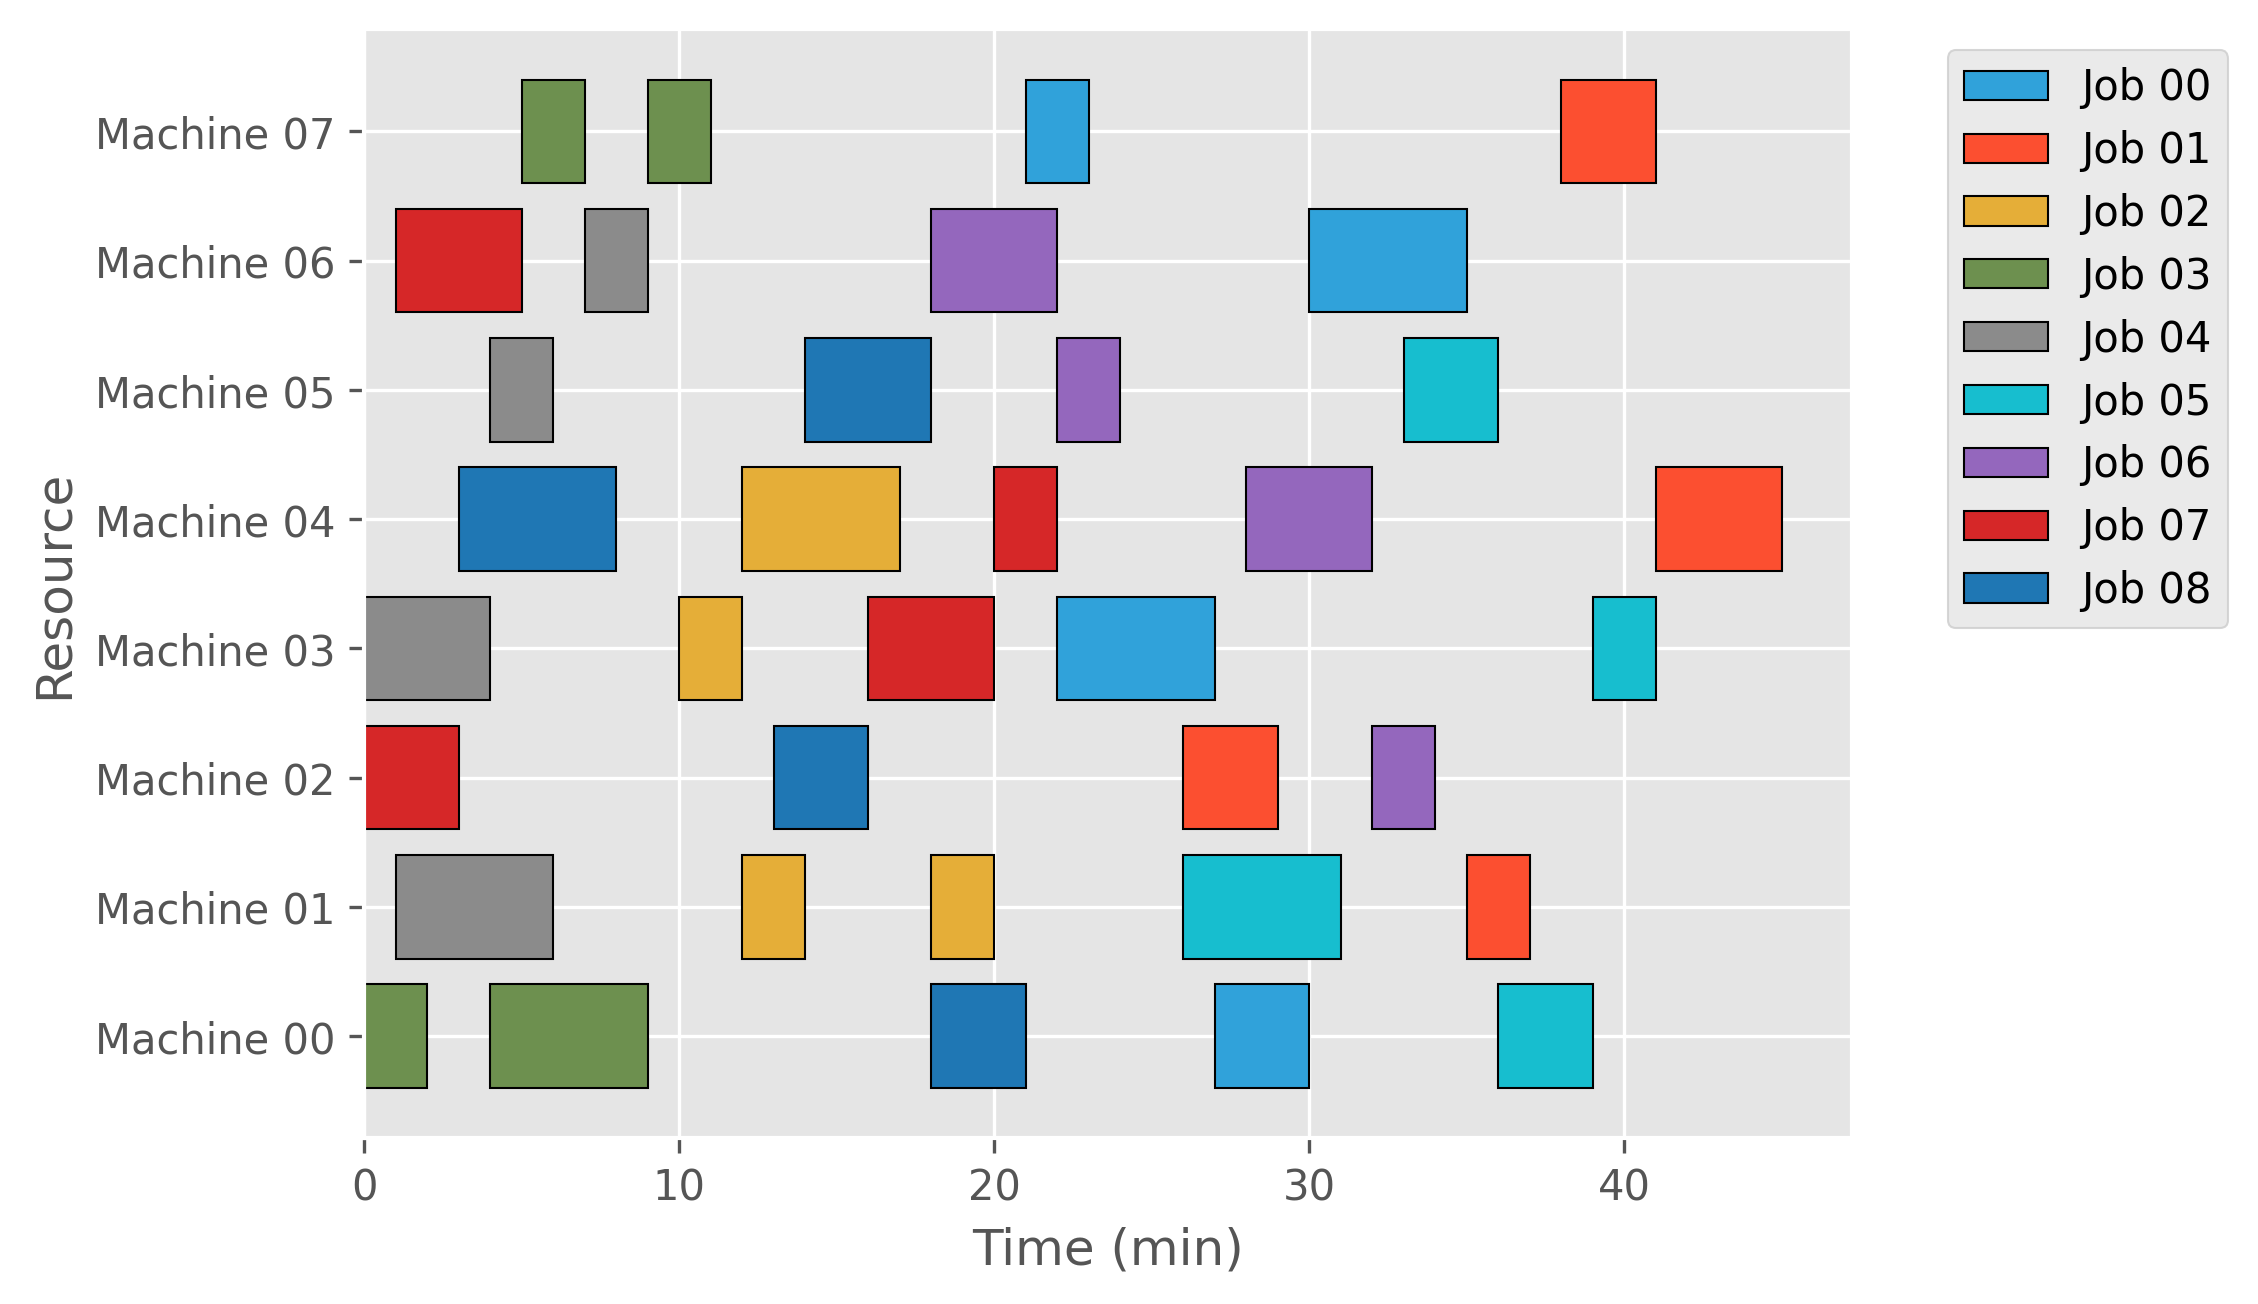 Machine 07
Machine 06
Machine 05
Machine 04
Machine 03
Machine 02
Machine 01
Machine 00
Resource
0 10 20 30 40
Time (min)
Job 00
Job 01
Job 02
Job 03
Job 04
Job 05
Job 06
Job 07
Job 08